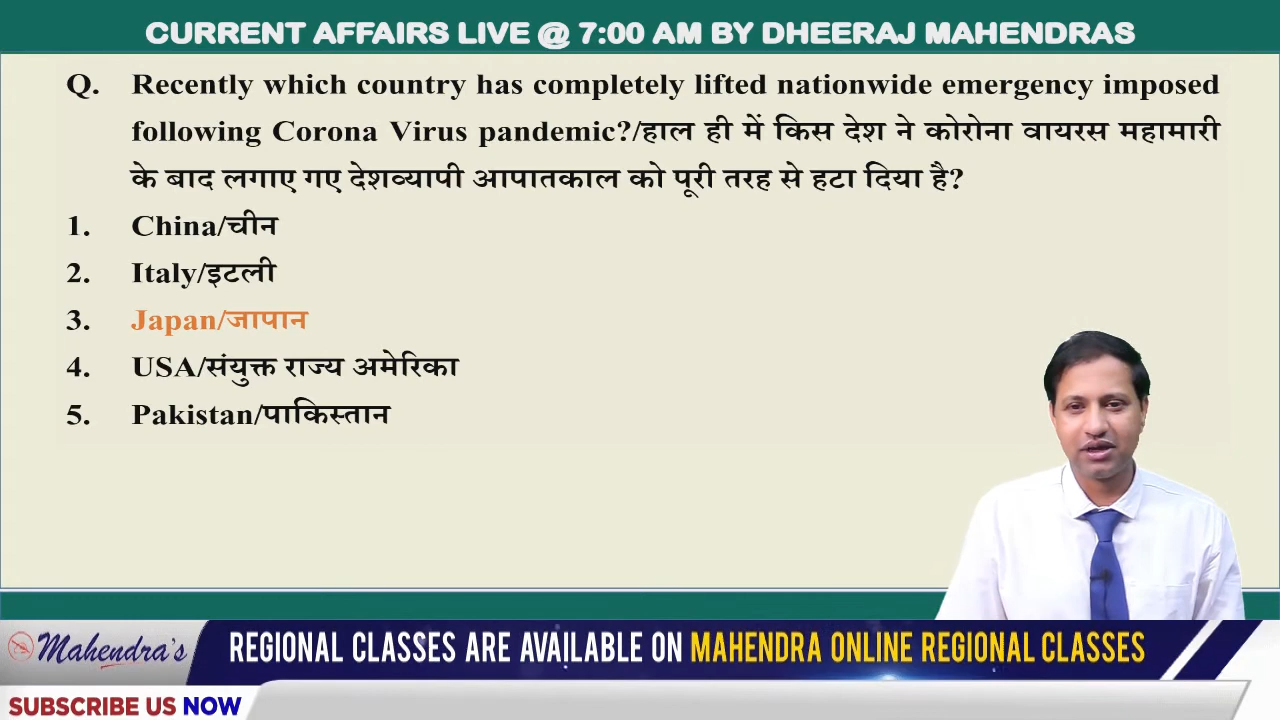 CURRENT AFFAIRS LIVE @ 7:00 AM BY DHEERAJ MAHENDRAS
Q. Recently which country has completely lifted nationwide emergency imposed
following Corona Virus pandemic?/हाल ही में किस देश ने कोरोना वायरस महामारी
के बाद लगाए गए देशव्यापी आपातकाल को पूरी तरह से हटा दिया है?
1. China/चीन
2. Italy/इटली
3. Japan/जापान
4. USA/संयुक्त राज्य अमेरिका
5. Pakistan/पाकिस्तान
Mahendra's
REGIONAL CLASSES ARE AVAILABLE ON MAHENDRA ONLINE REGIONAL CLASSES
SUBSCRIBE US NOW